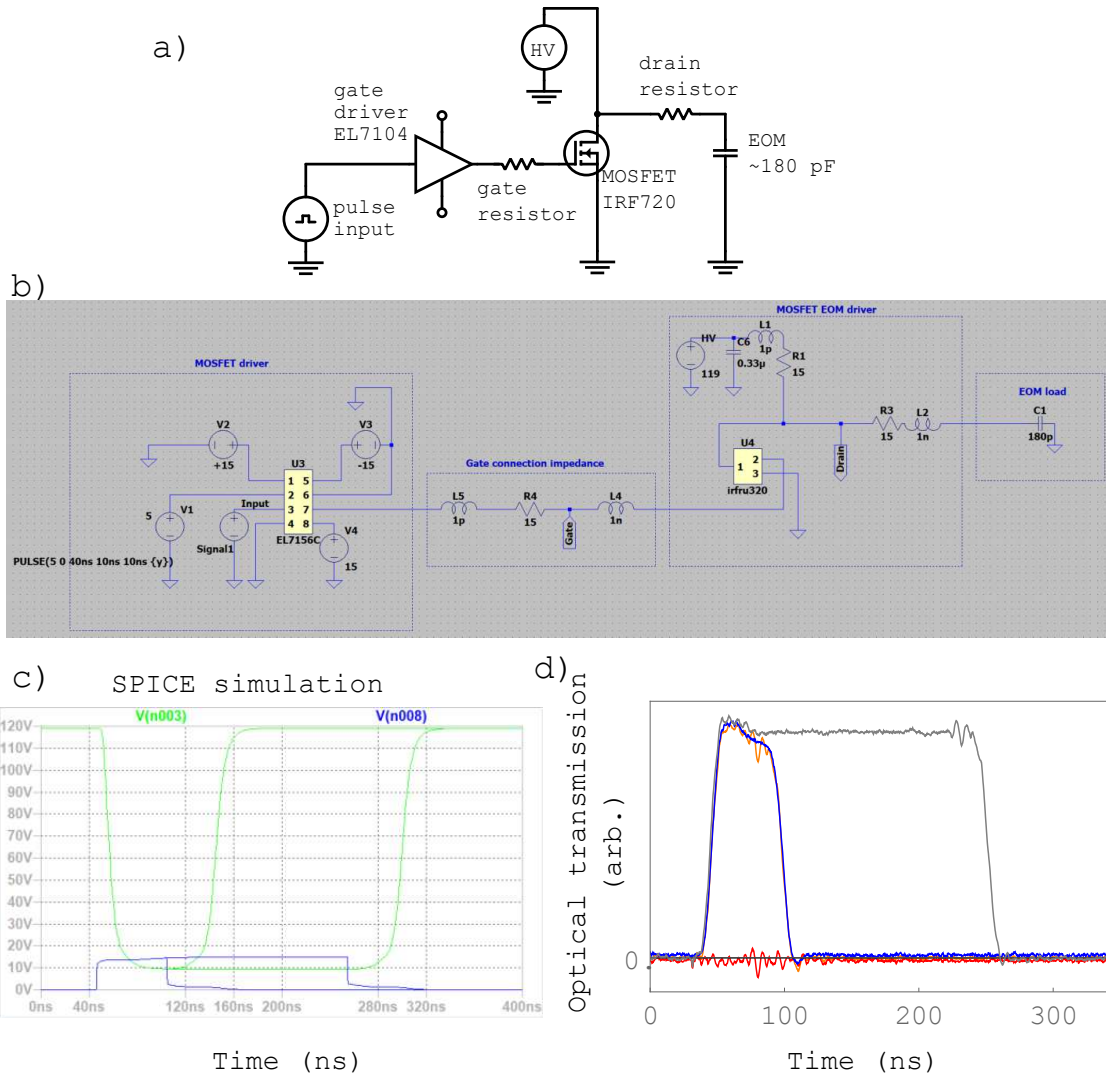 a)
HV
drain
resistor
gate
driver
EL7104
EOM
~180 pF
MOSFET
IRF720
gate
resistor
pulse
input
b)
MOSFET EOM driver
HV
C6
0.33µ
L1
1p
R1
15
119
MOSFET driver
EOM load
V2
+15
V3
-15
U3
1 5
2 6
3 7
4 8
EL7156C
S
V1
Input
Signal1
V4
15
PULSE(5 0 40ns 10ns 10ns {y})
Gate connection impedance
L5
1p
R4
15
Gate
L4
1n
U4
1 2
3
irfru320
Drain
R3
15
L2
1n
C1
180p
c)
SPICE simulation
V(n003)
V(n008)
120V
110V
100V
90V
80V
70V
60V
50V
40V
30V
20V
10V
0V
0ns 40ns 120ns 160ns 200ns 280ns 320ns 400ns
Time (ns)
d)
Optical transmission
(arb.)
0
0 100 200 300
Time (ns)